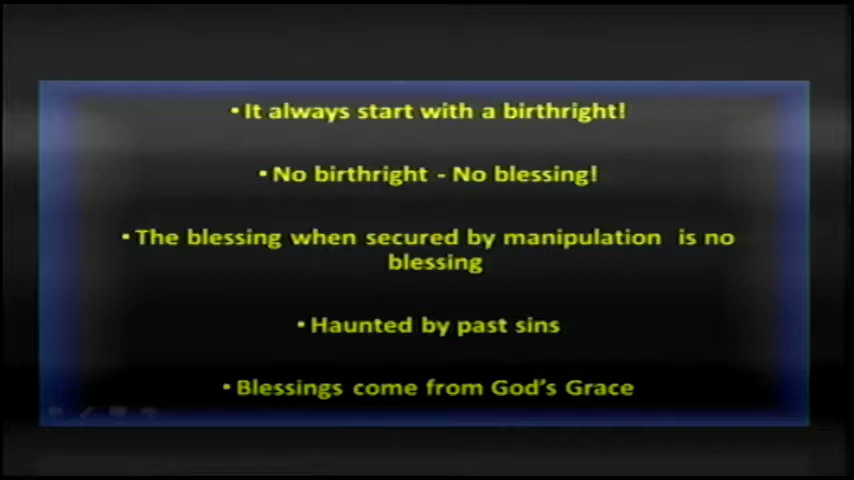 • It always start with a birthright!
• No birthright - No blessing!
• The blessing when secured by manipulation is no
blessing
• Haunted by past sins
• Blessings come from God's Grace